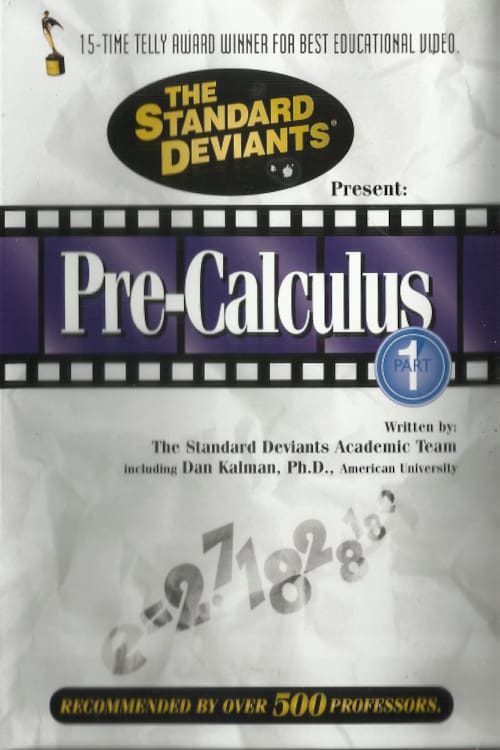 15-TIME TELLY AWARD WINNER FOR BEST EDUCATIONAL VIDEO.
THE
STANDARD
DEVIANTS®
Present:
Pre-Calculus
PART
1
Written by:
The Standard Deviants Academic Team
including Dan Kalman, Ph.D., American University
e=2.7182818
RECOMMENDED BY OVER 500 PROFESSORS.